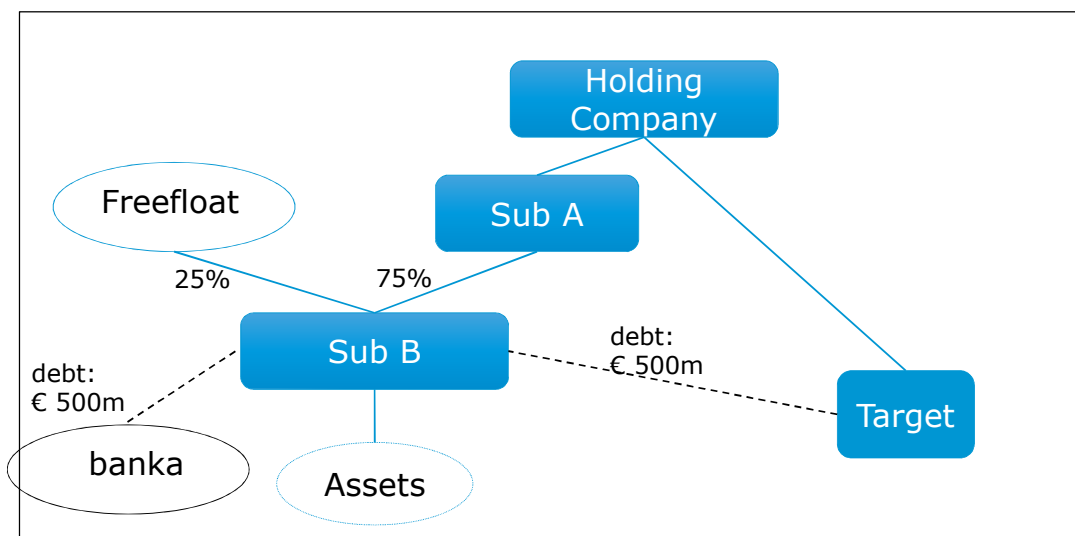 Holding
Company
Freefloat
Sub A
25%
75%
Sub B
debt:
€ 500m
debt:
€ 500m
Target
banka
Assets